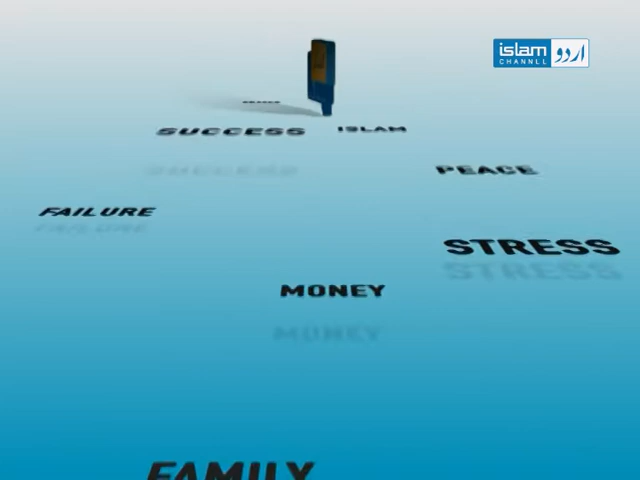 islam اردو
CHANNEL
SUCCESS
ISLAM
PEACE
FAILURE
STRESS
MONEY
FAMILY